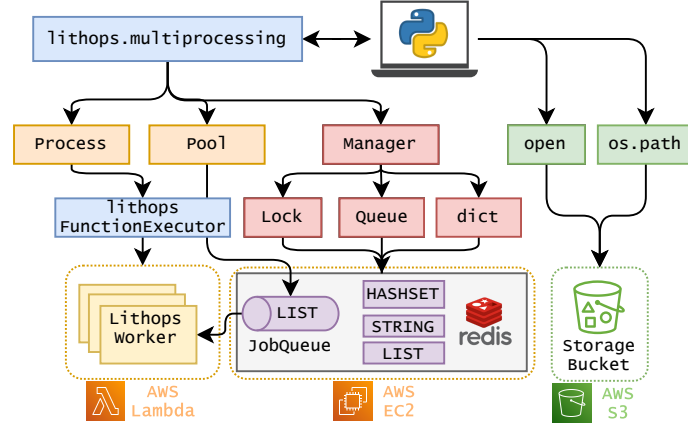 lithops.multiprocessing
Process
Pool
Manager
open
os.path
lithops
FunctionExecutor
Lock
Queue
dict
Lithops
Worker
LIST
JobQueue
HASHSET
STRING
LIST
redis
Storage
Bucket
AWS
Lambda
AWS
EC2
AWS
S3